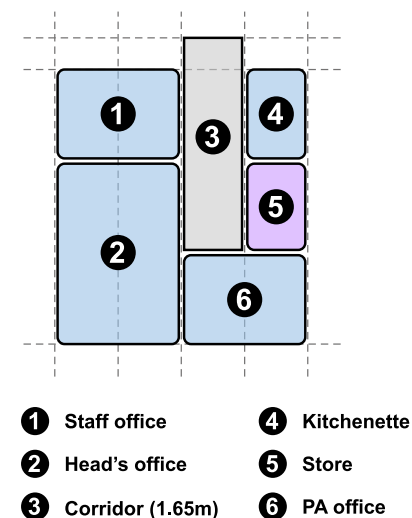 1
4
3
5
2
6
1 Staff office
4 Kitchenette
2 Head's office
5 Store
3 Corridor (1.65m)
6 PA office